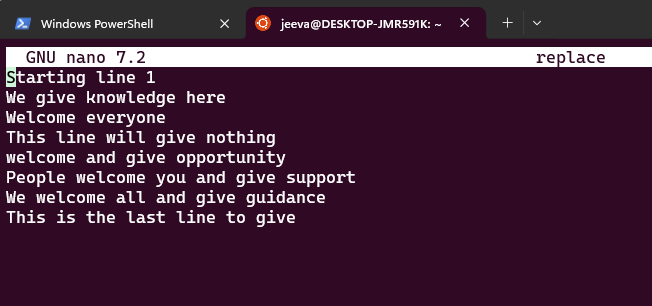 Windows PowerShell
jeeva@DESKTOP-JMR591K: ~
GNU nano 7.2 replace
Starting line 1
We give knowledge here
Welcome everyone
This line will give nothing
welcome and give opportunity
People welcome you and give support
We welcome all and give guidance
This is the last line to give